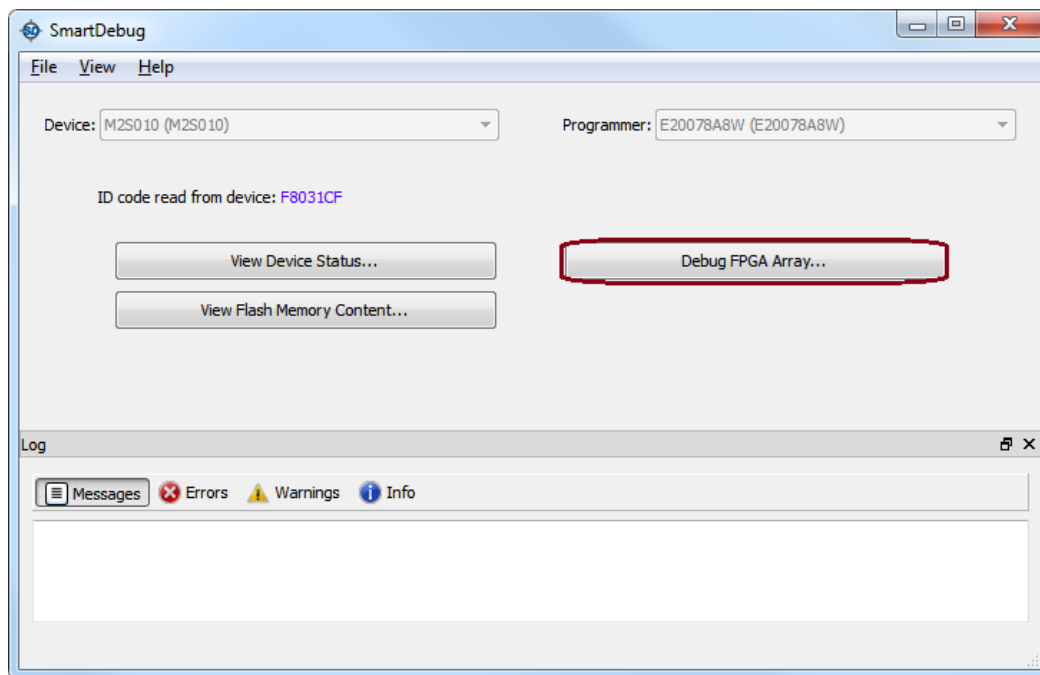 SmartDebug
File View Help
Device: M2S010 (M2S010) Programmer: E20078A8W (E20078A8W)
ID code read from device: F8031CF
View Device Status... Debug FPGA Array...
View Flash Memory Content...
Log
Messages Errors Warnings Info